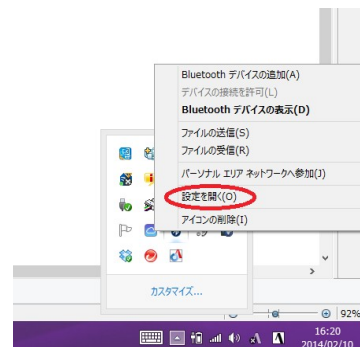 Bluetooth デバイスの追加(A)
デバイスの接続を許可(L)
Bluetooth デバイスの表示(D)
ファイルの送信(S)
ファイルの受信(R)
パーソナル エリア ネットワークへ参加(J)
設定を開く(O)
アイコンの削除(I)
カスタマイズ...
92%
A
16:20
2014/02/10